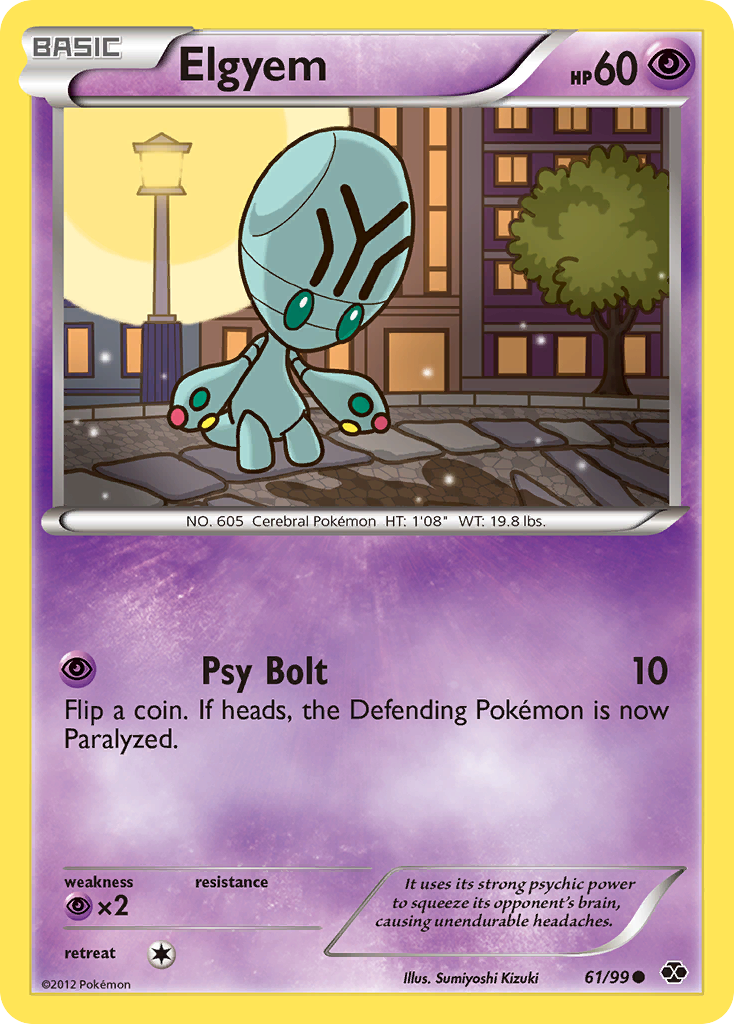 BASIC
Elgyem
HP60
NO. 605 Cerebral Pokémon HT: 1'08" WT: 19.8 lbs.
Psy Bolt 10
Flip a coin. If heads, the Defending Pokémon is now
Paralyzed.
weakness resistance
×2
retreat
It uses its strong psychic power
to squeeze its opponent's brain,
causing unendurable headaches.
©2012 Pokémon
Illus. Sumiyoshi Kizuki
61/99